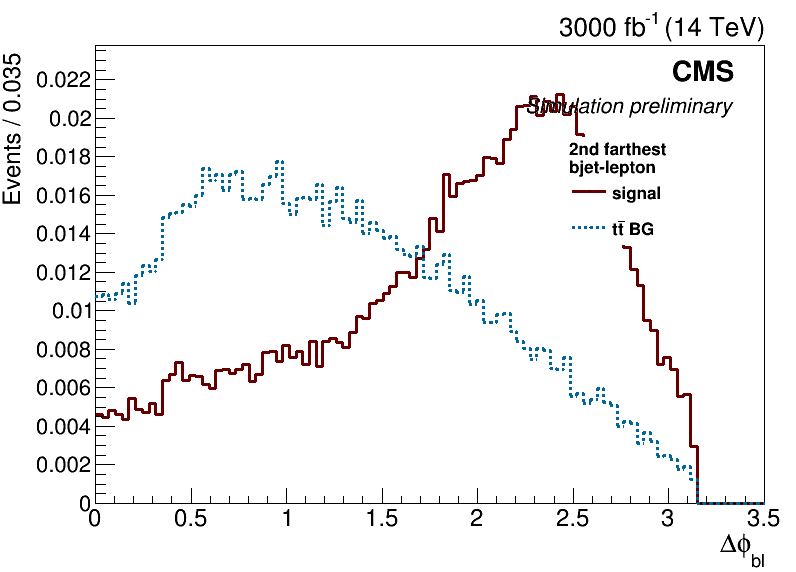 3000 fb⁻¹ (14 TeV)
Events / 0.035
CMS
Simulation preliminary
2nd farthest
bjet-lepton
signal
tt̄ BG
0.022
0.02
0.018
0.016
0.014
0.012
0.01
0.008
0.006
0.004
0.002
0
0 0.5 1 1.5 2 2.5 3 3.5
Δϕ_bl